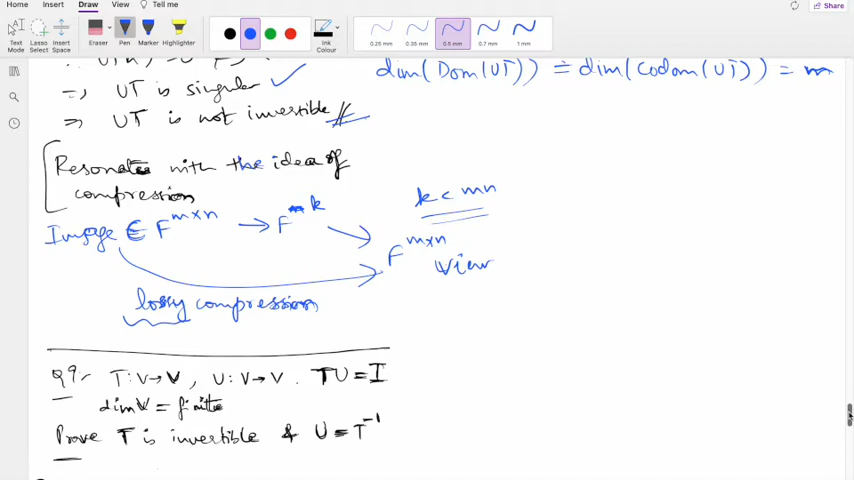 Home Insert Draw View Tell me
Share
Text Mode
Lasso Select
Insert Space
Eraser
Pen
Marker
Highlighter
Ink Colour
0.25 mm
0.35 mm
0.5 mm
0.7 mm
1 mm
⇒ UT is singular ✓
dim(Dom(UT)) = dim(Codom(UT)) = m
⇒ UT is not invertible //
Resonates with the idea of
compression
k < mn
Image ∈ F^{m×n} → F^k
F^{m×n}
view
lossy compression
Q9. T: V→V, U: V→V. TU = I
dim V = finite
Prove T is invertible & U = T^{-1}